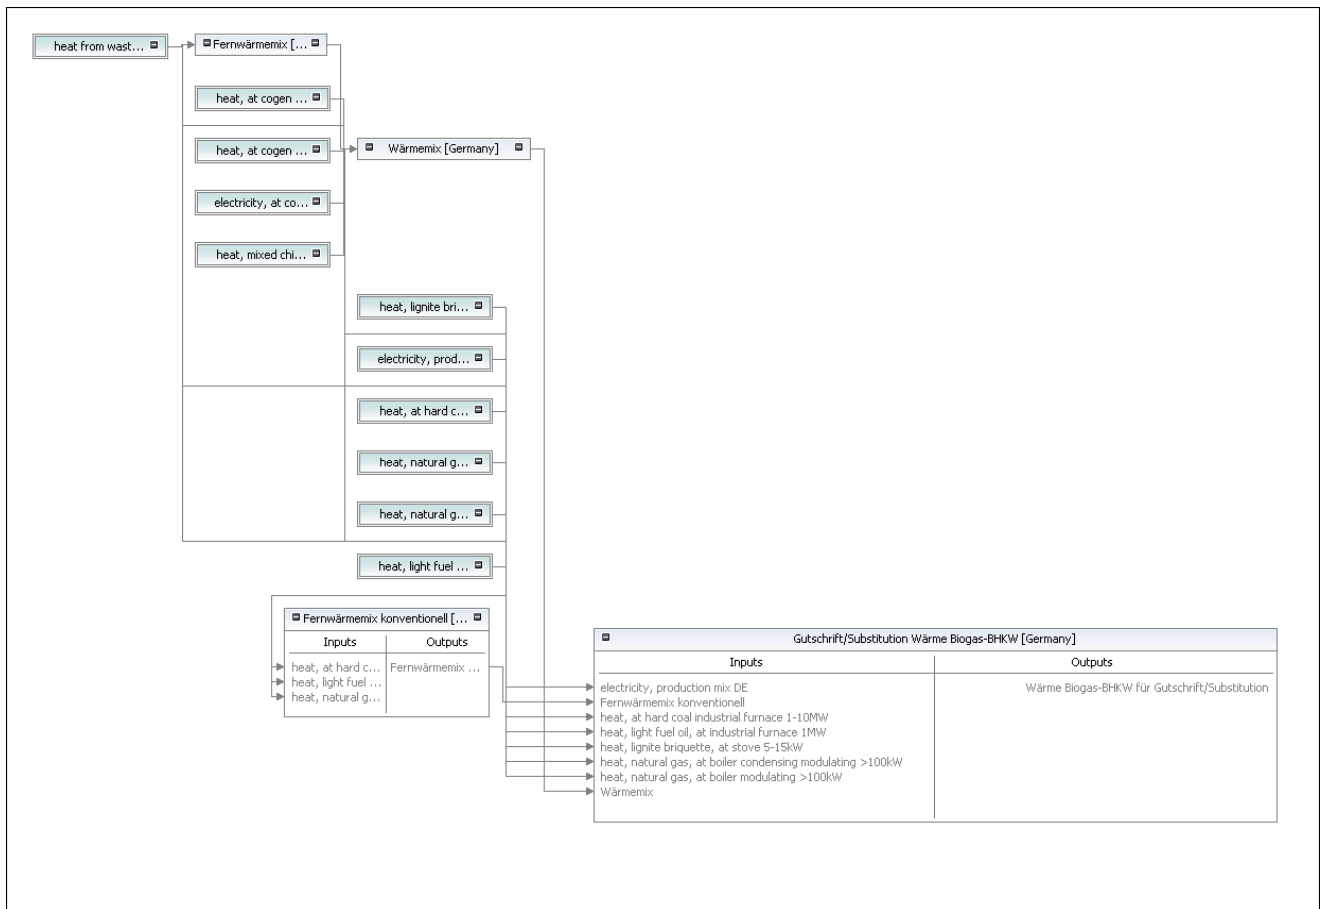 heat from wast...
Fernwärmemix [...
heat, at cogen ...
heat, at cogen ...
Wärmemix [Germany]
electricity, at co...
heat, mixed chi...
heat, lignite bri...
electricity, prod...
heat, at hard c...
heat, natural g...
heat, natural g...
heat, light fuel ...
Fernwärmemix konventionell [...
Inputs Outputs
heat, at hard c... Fernwärmemix ...
heat, light fuel ...
heat, natural g...
Gutschrift/Substitution Wärme Biogas-BHKW [Germany]
Inputs Outputs
electricity, production mix DE Wärme Biogas-BHKW für Gutschrift/Substitution
Fernwärmemix konventionell
heat, at hard coal industrial furnace 1-10MW
heat, light fuel oil, at industrial furnace 1MW
heat, lignite briquette, at stove 5-15kW
heat, natural gas, at boiler condensing modulating >100kW
heat, natural gas, at boiler modulating >100kW
Wärmemix